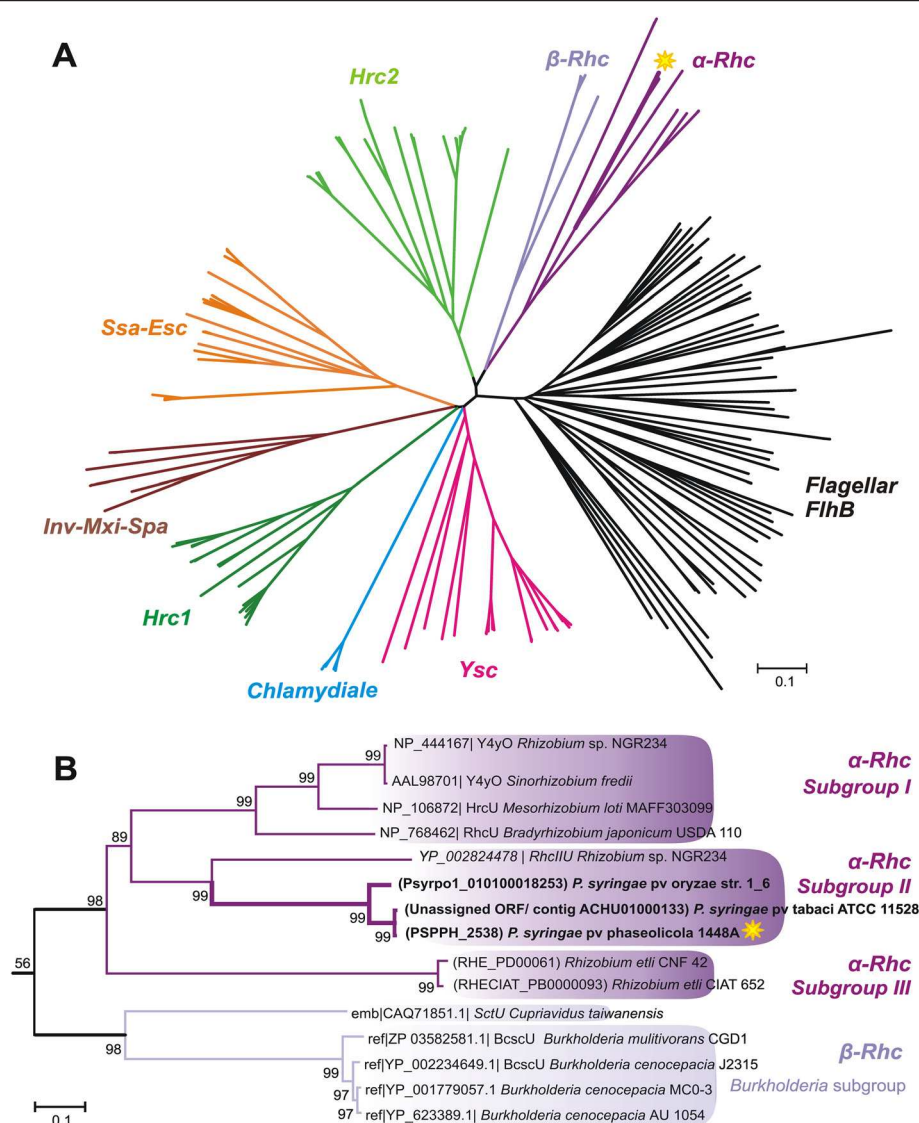 A
Hrc2
β-Rhc
α-Rhc
Ssa-Esc
Flagellar
FlhB
Inv-Mxi-Spa
Hrc1
Ysc
Chlamydiale
0.1
B
NP_444167| Y4yO Rhizobium sp. NGR234
99
α-Rhc
Subgroup I
99
AAL98701| Y4yO Sinorhizobium fredii
99
NP_106872| HrcU Mesorhizobium loti MAFF303099
NP_768462| RhcU Bradyrhizobium japonicum USDA 110
89
YP_002824478 | RhcIIU Rhizobium sp. NGR234
α-Rhc
Subgroup II
(Psyrpo1_010100018253) P. syringae pv oryzae str. 1_6
99
98
(Unassigned ORF/ contig ACHU01000133) P. syringae pv tabaci ATCC 11528
99
99
(PSPPH_2538) P. syringae pv phaseolicola 1448A
56
(RHE_PD00061) Rhizobium etli CNF 42
α-Rhc
Subgroup III
99
(RHECIAT_PB0000093) Rhizobium etli CIAT 652
emb|CAQ71851.1| SctU Cupriavidus taiwanensis
98
ref|ZP 03582581.1| BcscU Burkholderia mulitivorans CGD1
β-Rhc
99
ref|YP_002234649.1| BcscU Burkholderia cenocepacia J2315
Burkholderia subgroup
97
ref|YP_001779057.1 Burkholderia cenocepacia MC0-3
97
ref|YP_623389.1| Burkholderia cenocepacia AU 1054
0.1